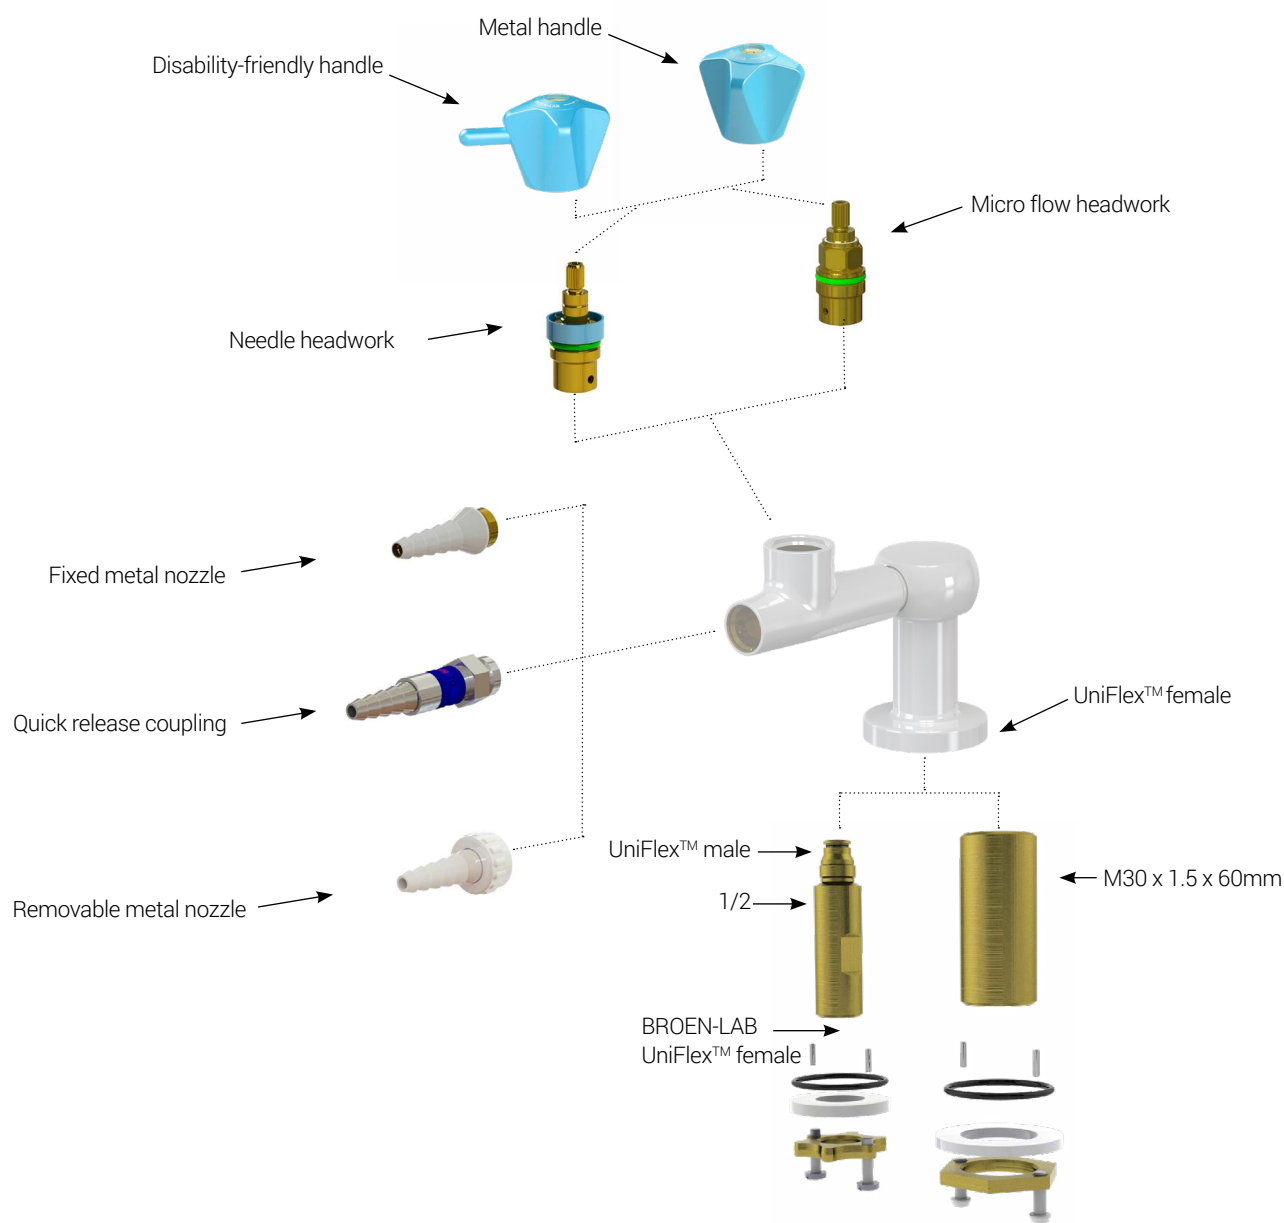 Metal handle
Disability-friendly handle
Micro flow headwork
Needle headwork
Fixed metal nozzle
Quick release coupling
UniFlex™ female
Removable metal nozzle
UniFlex™ male
M30 x 1.5 x 60mm
1/2
BROEN-LAB
UniFlex™ female